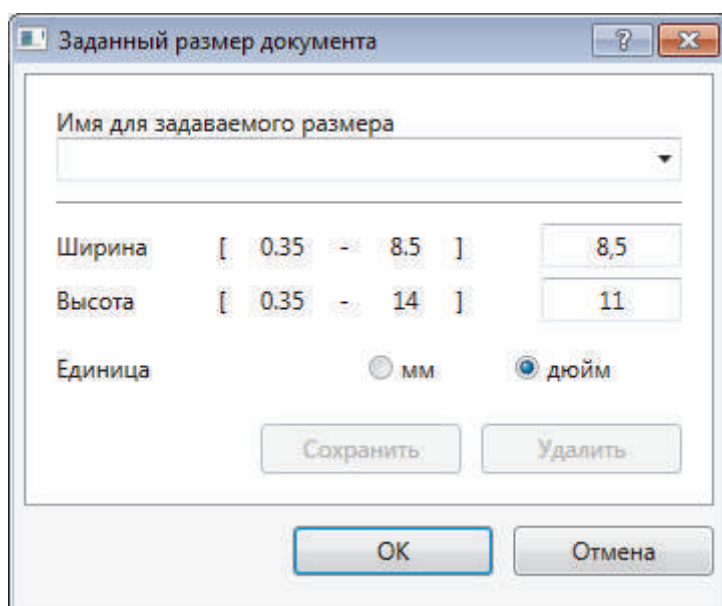 Заданный размер документа
Имя для задаваемого размера
Ширина [ 0.35 - 8.5 ] 8,5
Высота [ 0.35 - 14 ] 11
Единица мм дюйм
Сохранить Удалить
OK Отмена